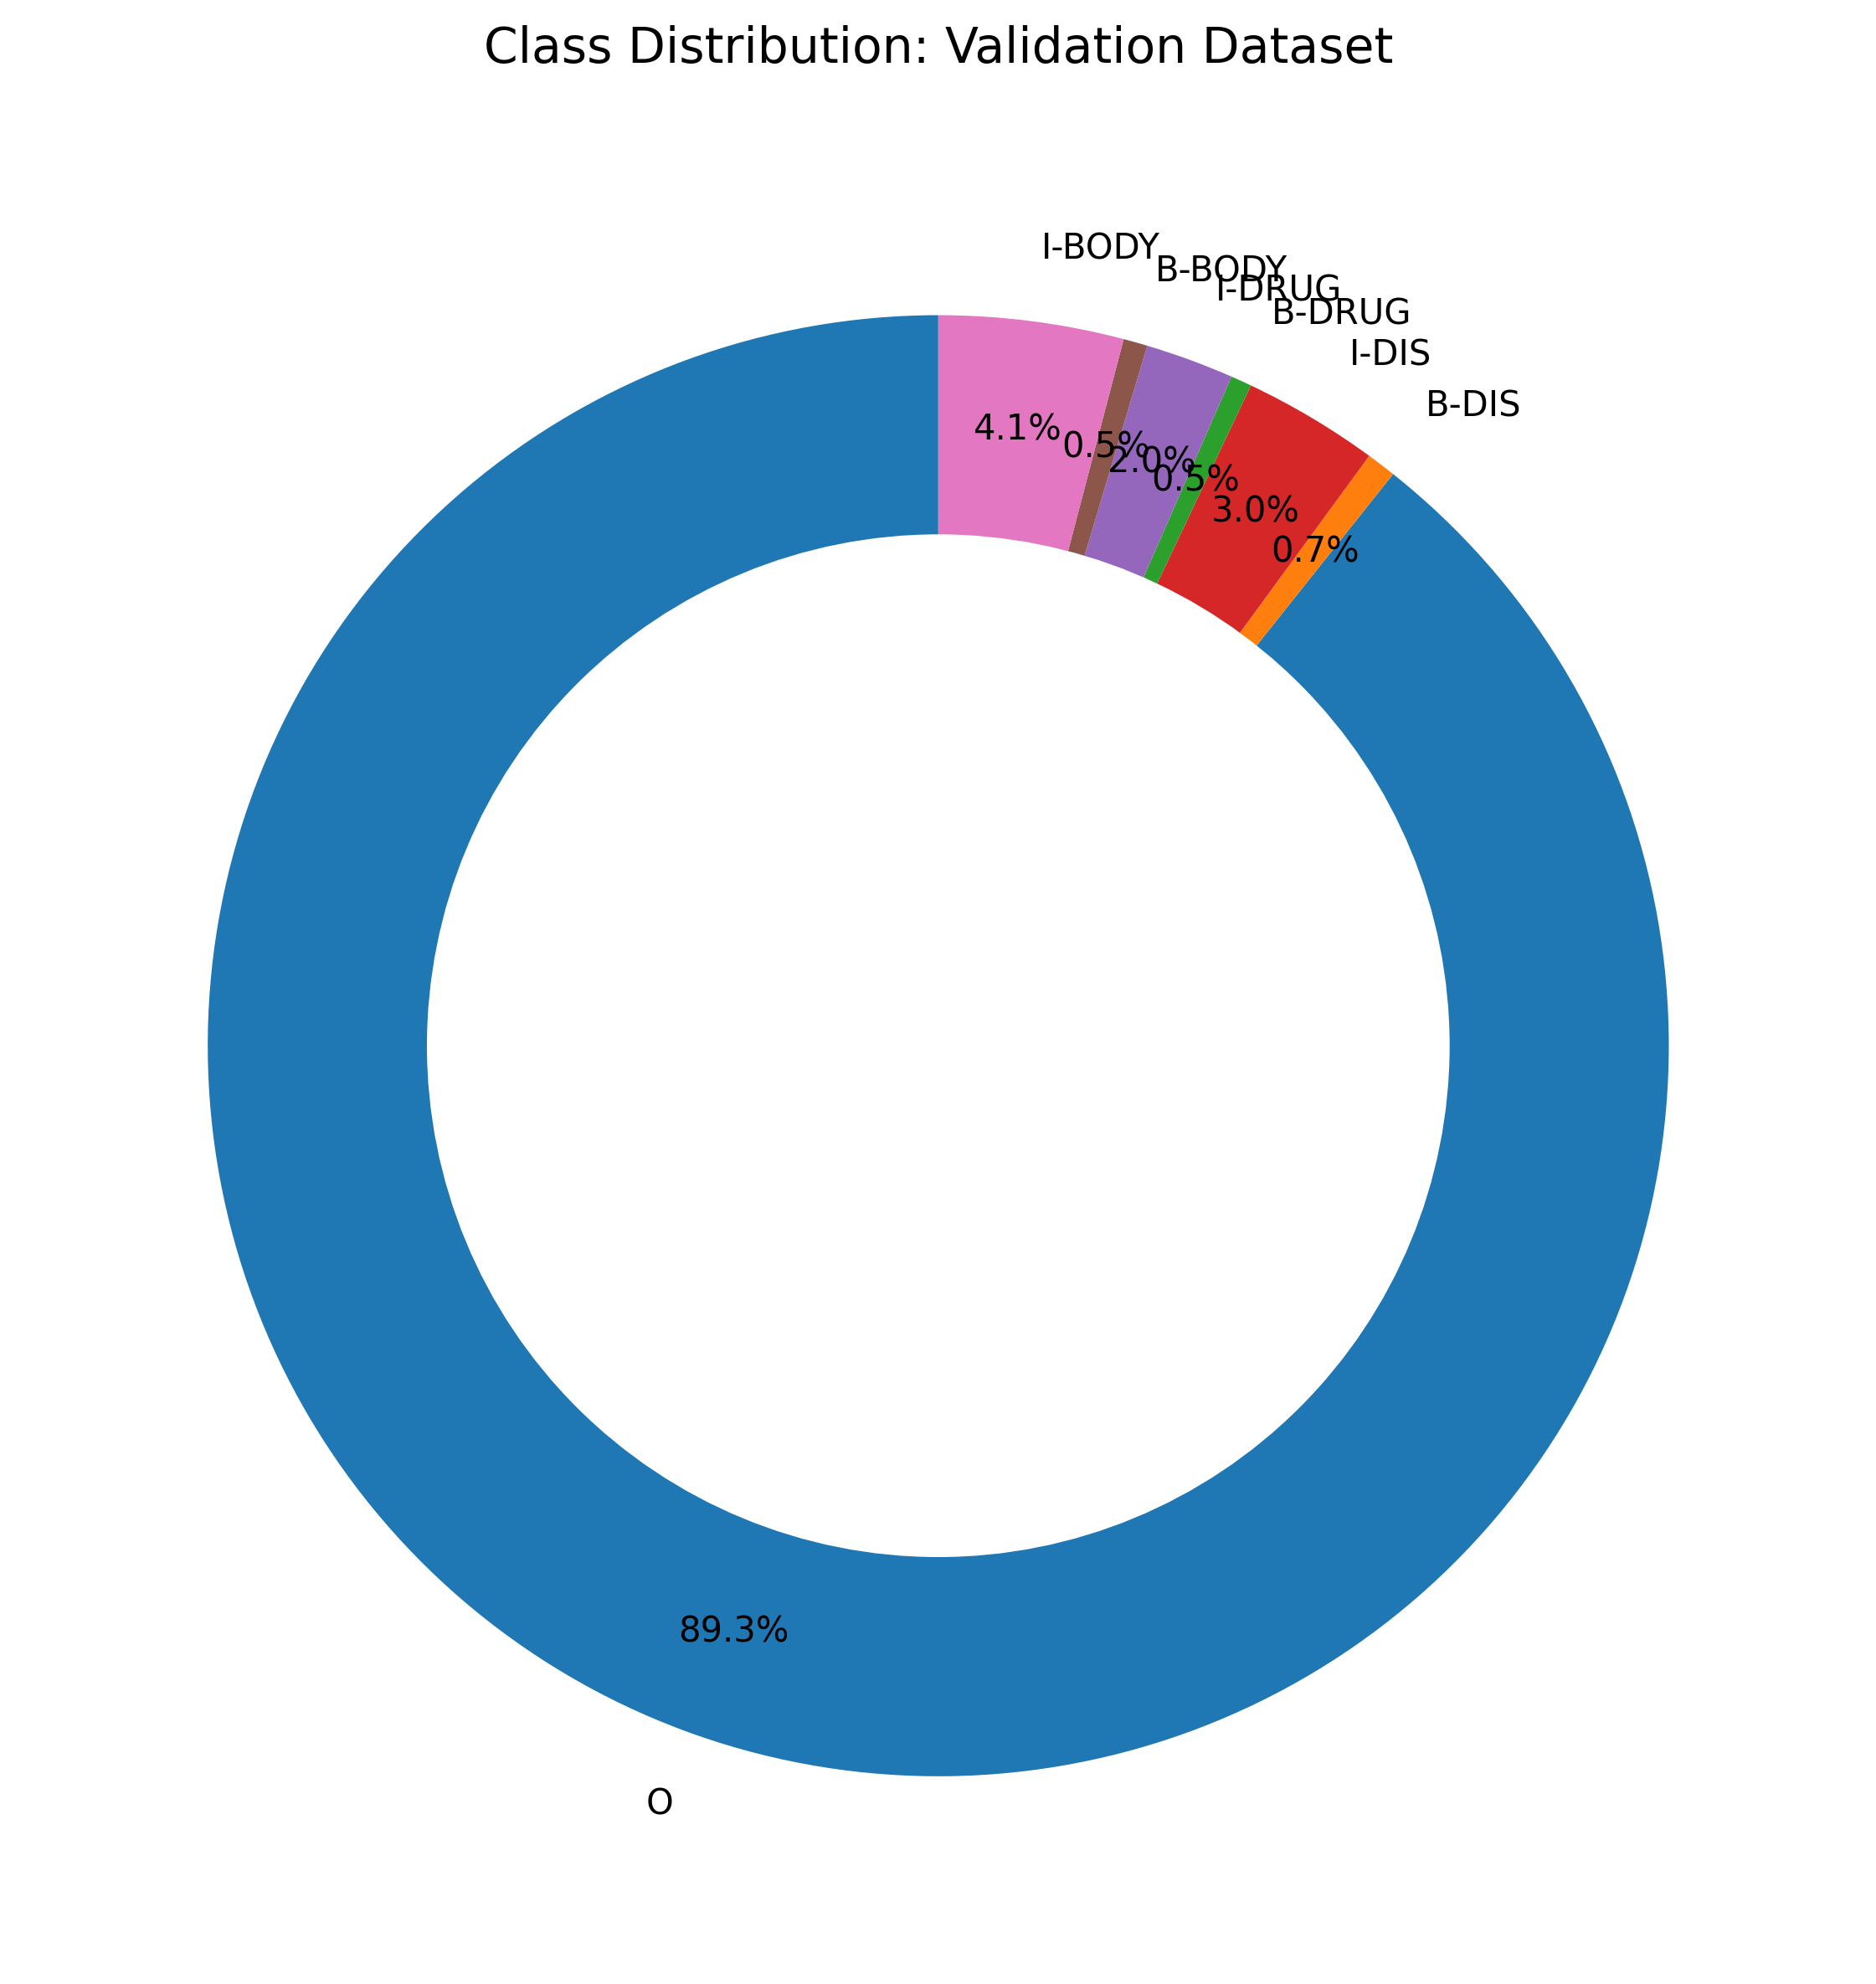 Class Distribution: Validation Dataset
I-BODY
B-BODY
I-DRUG
B-DRUG
I-DIS
B-DIS
4.1%
0.5%
2.0%
0.5%
3.0%
0.7%
89.3%
O